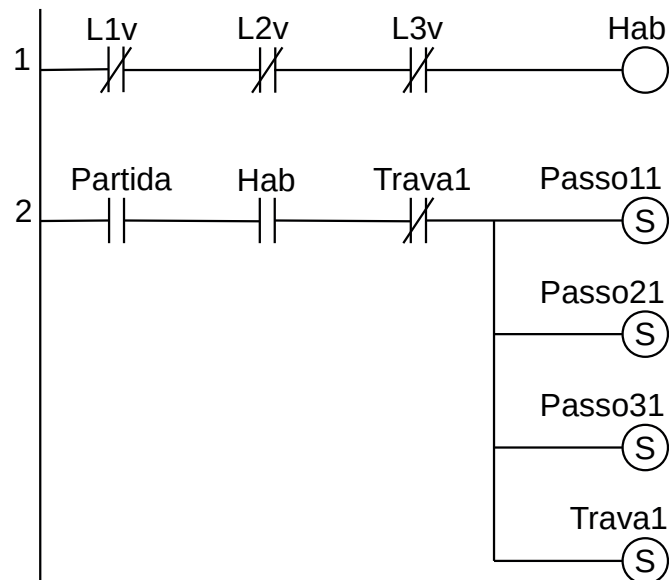 L1v L2v L3v Hab
1
Partida Hab Trava1 Passo11
2 S
Passo21
S
Passo31
S
Trava1
S